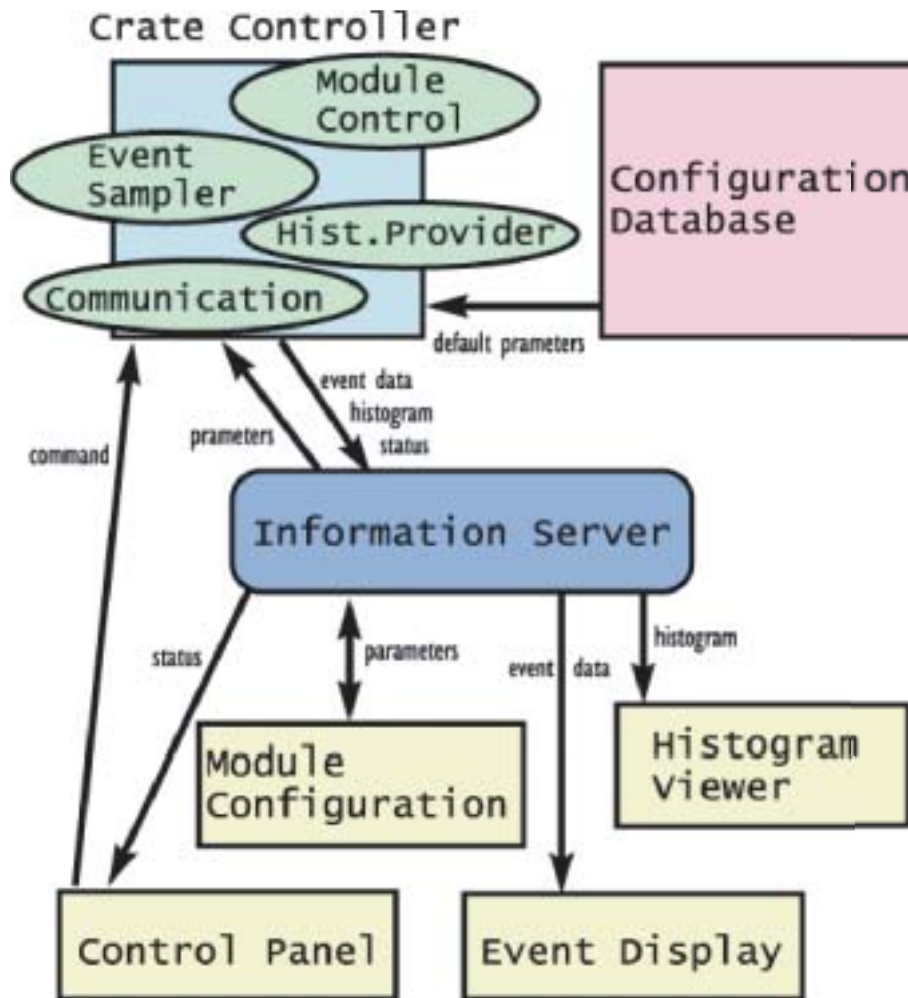 Crate Controller
Module
Control
Event
Sampler
Configuration
Database
Hist.Provider
Communication
default prameters
event data
histogram
status
prameters
command
Information Server
status
parameters
event data
histogram
Module
Configuration
Histogram
Viewer
Control Panel
Event Display